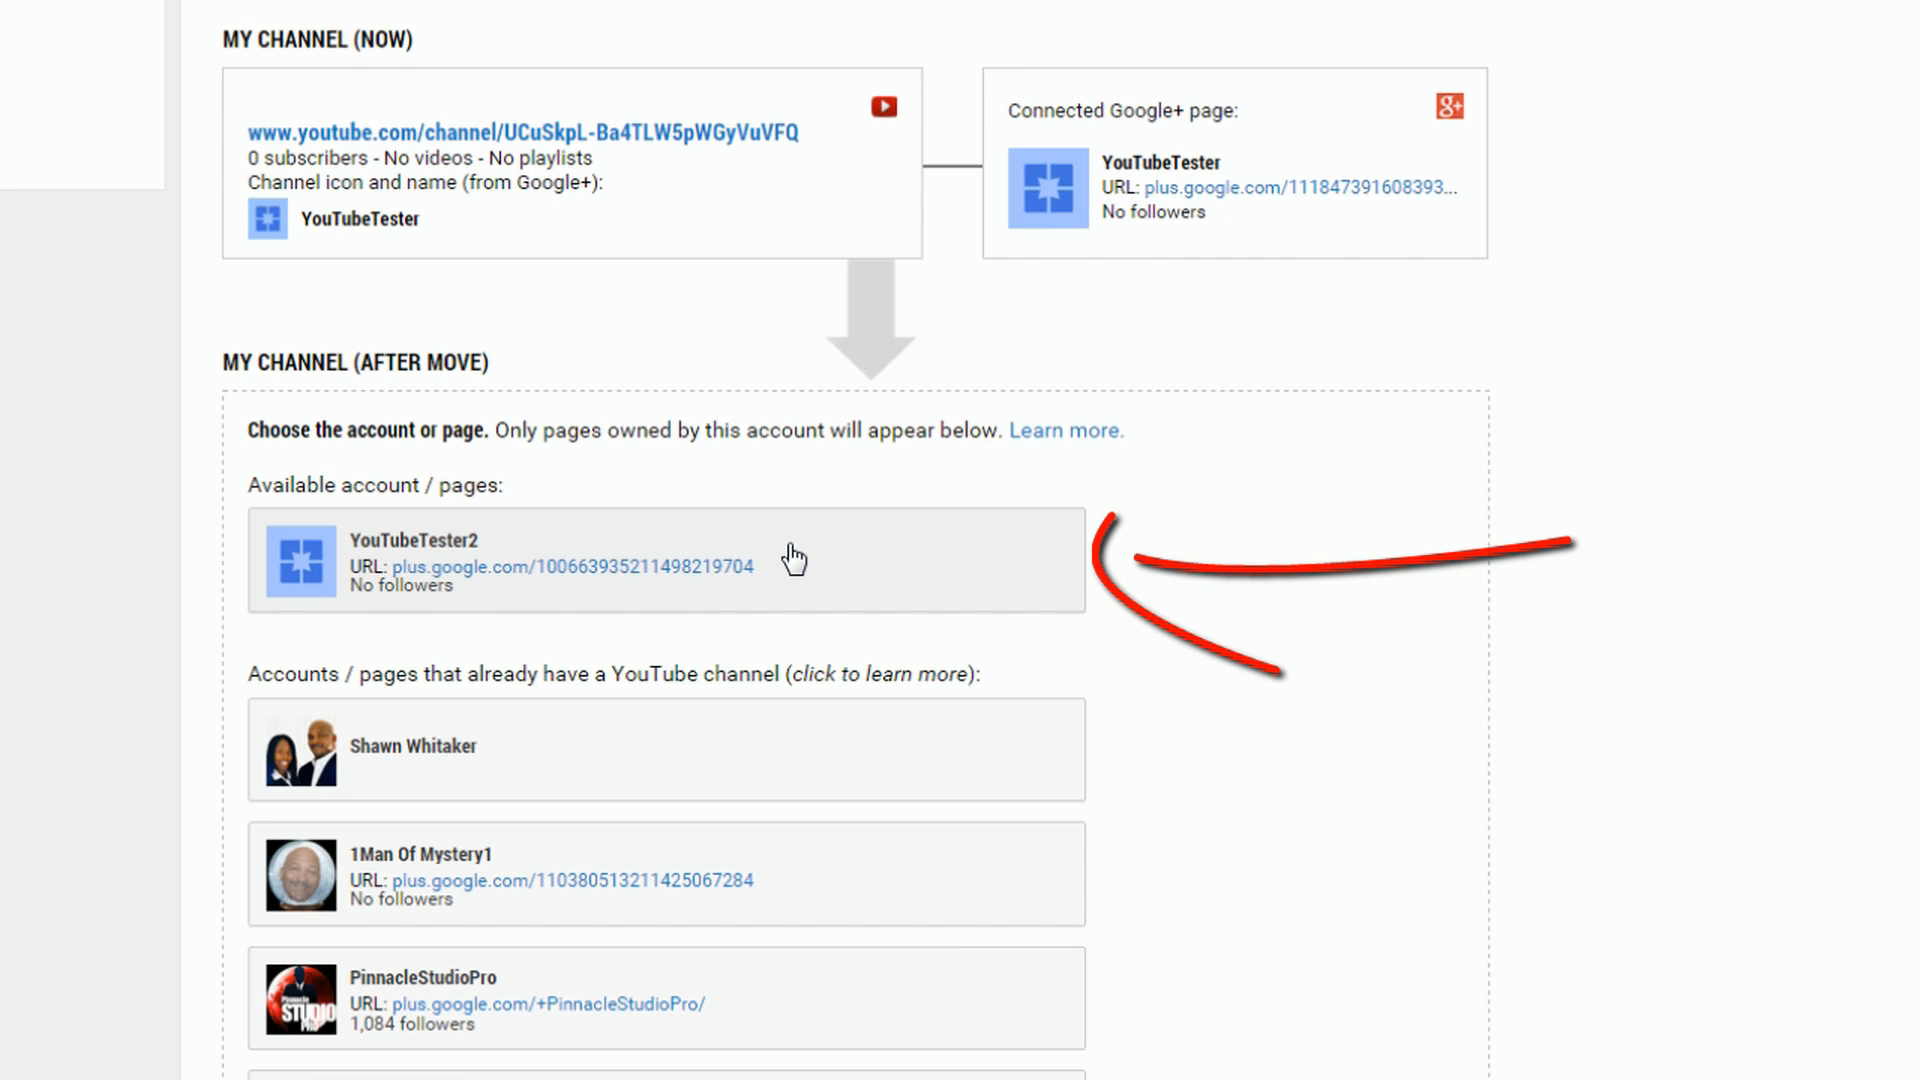 MY CHANNEL (NOW)
www.youtube.com/channel/UCuSkpL-Ba4TLW5pWGyVuVFQ
0 subscribers - No videos - No playlists
Channel icon and name (from Google+):
YouTubeTester
Connected Google+ page:
g+
YouTubeTester
URL: plus.google.com/111847391608393...
No followers
MY CHANNEL (AFTER MOVE)
Choose the account or page. Only pages owned by this account will appear below. Learn more.
Available account / pages:
YouTubeTester2
URL: plus.google.com/100663935211498219704
No followers
Accounts / pages that already have a YouTube channel (click to learn more):
Shawn Whitaker
1Man Of Mystery1
URL: plus.google.com/110380513211425067284
No followers
Pinnacle
STUDIO
PRO
PinnacleStudioPro
URL: plus.google.com/+PinnacleStudioPro/
1,084 followers